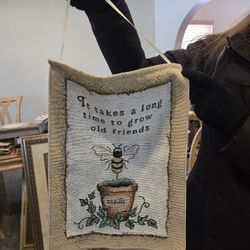 It takes a long
time to grow
old friends